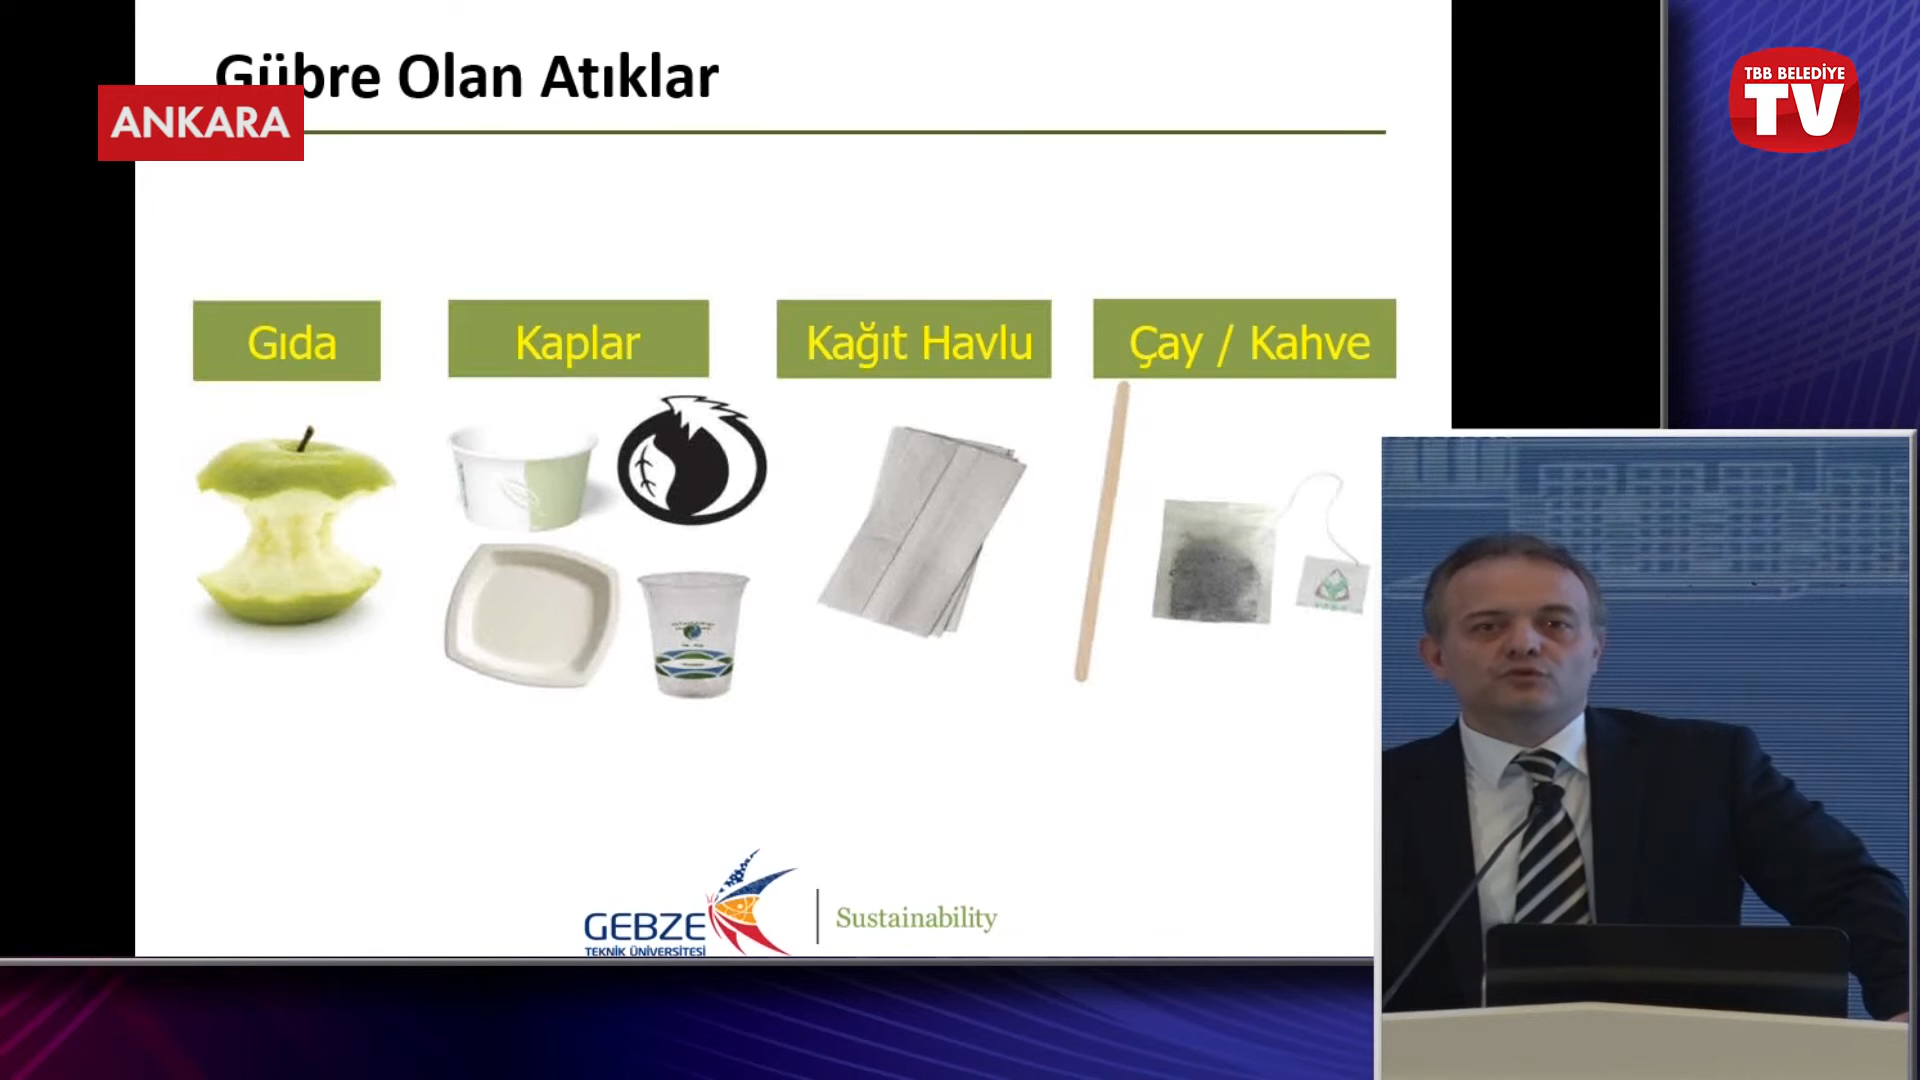 Gübre Olan Atıklar
ANKARA
TBB BELEDİYE
TV
Gıda
Kaplar
Kağıt Havlu
Çay / Kahve
GEBZE
TEKNİK ÜNİVERSİTESİ
Sustainability